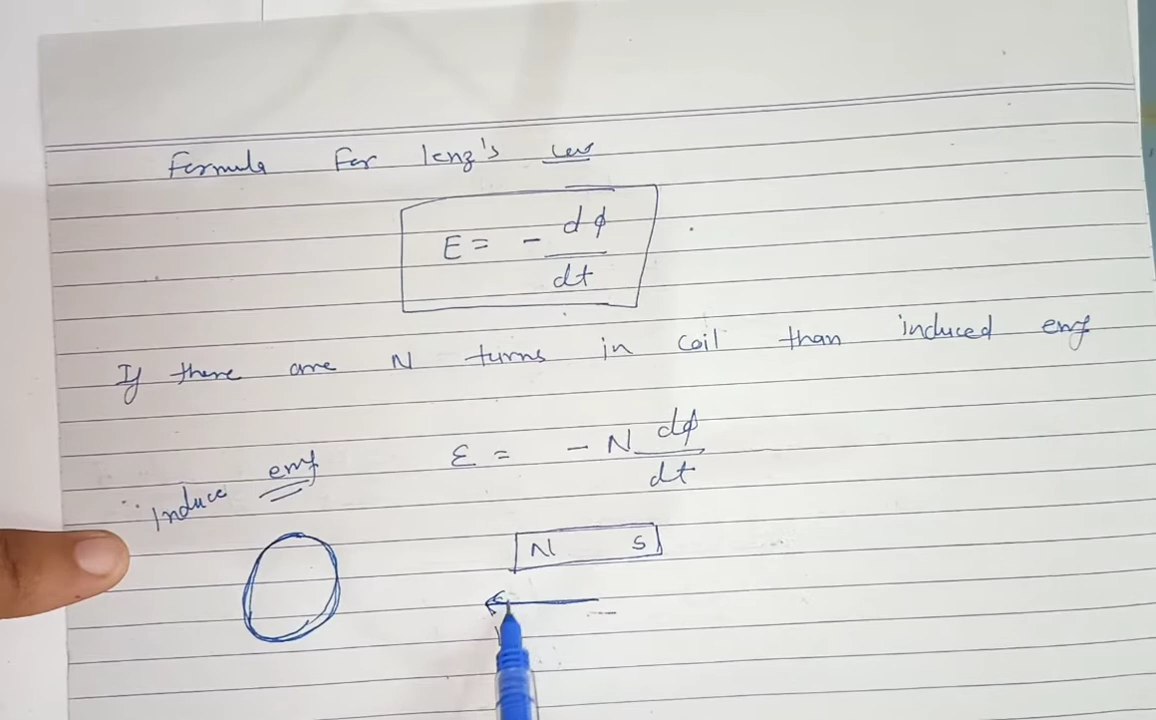 Formula For lenz's law
E = - dφ/dt
If there are N turns in coil than induced emf
ε = - N dφ/dt
induce emf
N S